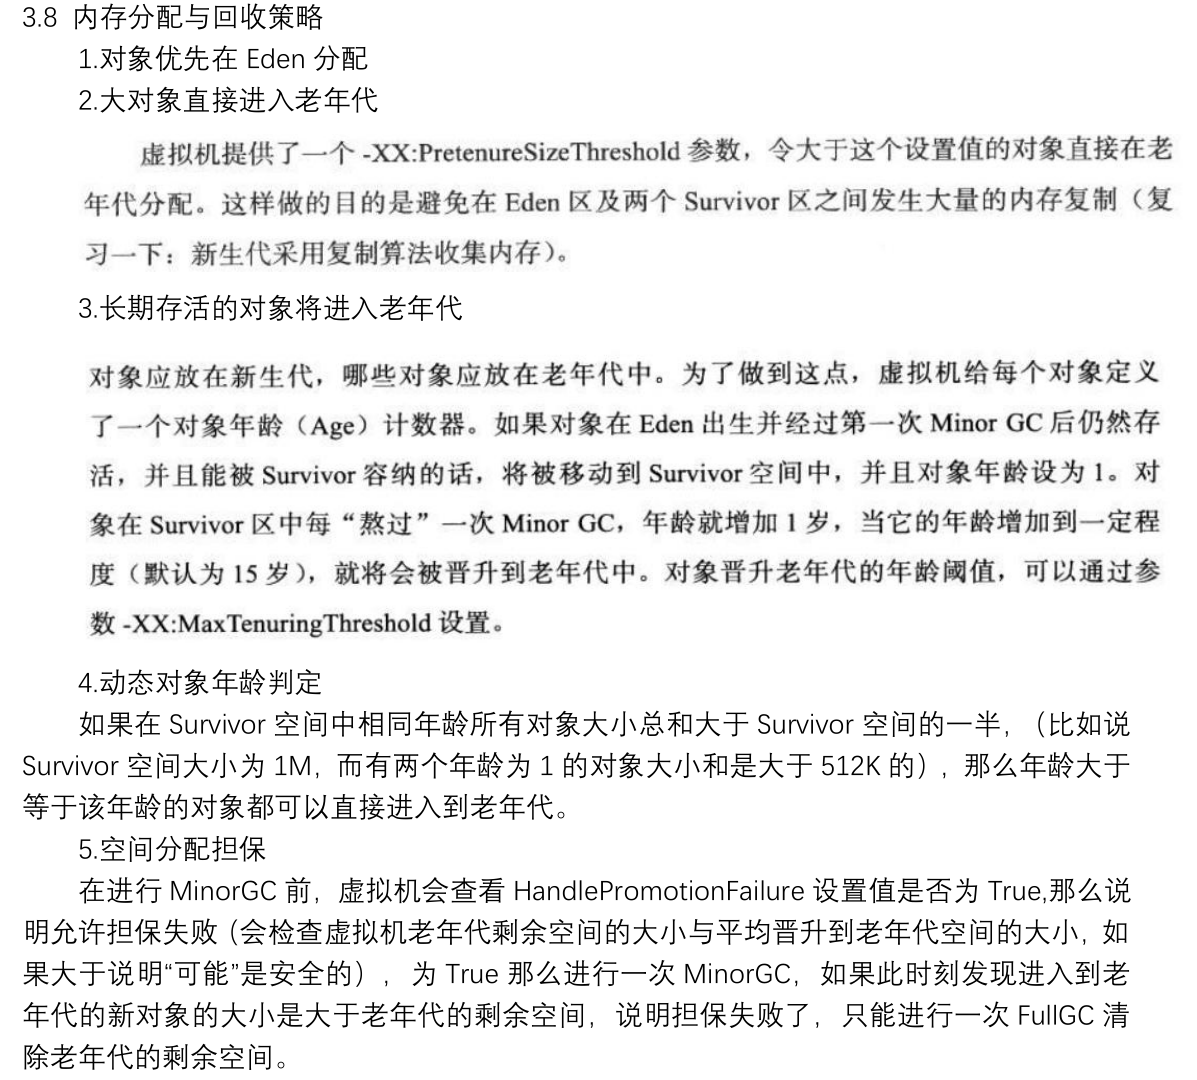 3.8 内存分配与回收策略
1.对象优先在 Eden 分配
2.大对象直接进入老年代
虚拟机提供了一个 -XX:PretenureSizeThreshold 参数，令大于这个设置值的对象直接在老
年代分配。这样做的目的是避免在 Eden 区及两个 Survivor 区之间发生大量的内存复制（复
习一下：新生代采用复制算法收集内存）。
3.长期存活的对象将进入老年代
对象应放在新生代，哪些对象应放在老年代中。为了做到这点，虚拟机给每个对象定义
了一个对象年龄（Age）计数器。如果对象在 Eden 出生并经过第一次 Minor GC 后仍然存
活，并且能被 Survivor 容纳的话，将被移动到 Survivor 空间中，并且对象年龄设为 1。对
象在 Survivor 区中每“熬过”一次 Minor GC，年龄就增加 1 岁，当它的年龄增加到一定程
度（默认为 15 岁），就将会被晋升到老年代中。对象晋升老年代的年龄阈值，可以通过参
数 -XX:MaxTenuringThreshold 设置。
4.动态对象年龄判定
如果在 Survivor 空间中相同年龄所有对象大小总和大于 Survivor 空间的一半，（比如说
Survivor 空间大小为 1M，而有两个年龄为 1 的对象大小和是大于 512K 的），那么年龄大于
等于该年龄的对象都可以直接进入到老年代。
5.空间分配担保
在进行 MinorGC 前，虚拟机会查看 HandlePromotionFailure 设置值是否为 True,那么说
明允许担保失败（会检查虚拟机老年代剩余空间的大小与平均晋升到老年代空间的大小，如
果大于说明“可能”是安全的），为 True 那么进行一次 MinorGC，如果此时刻发现进入到老
年代的新对象的大小是大于老年代的剩余空间，说明担保失败了，只能进行一次 FullGC 清
除老年代的剩余空间。